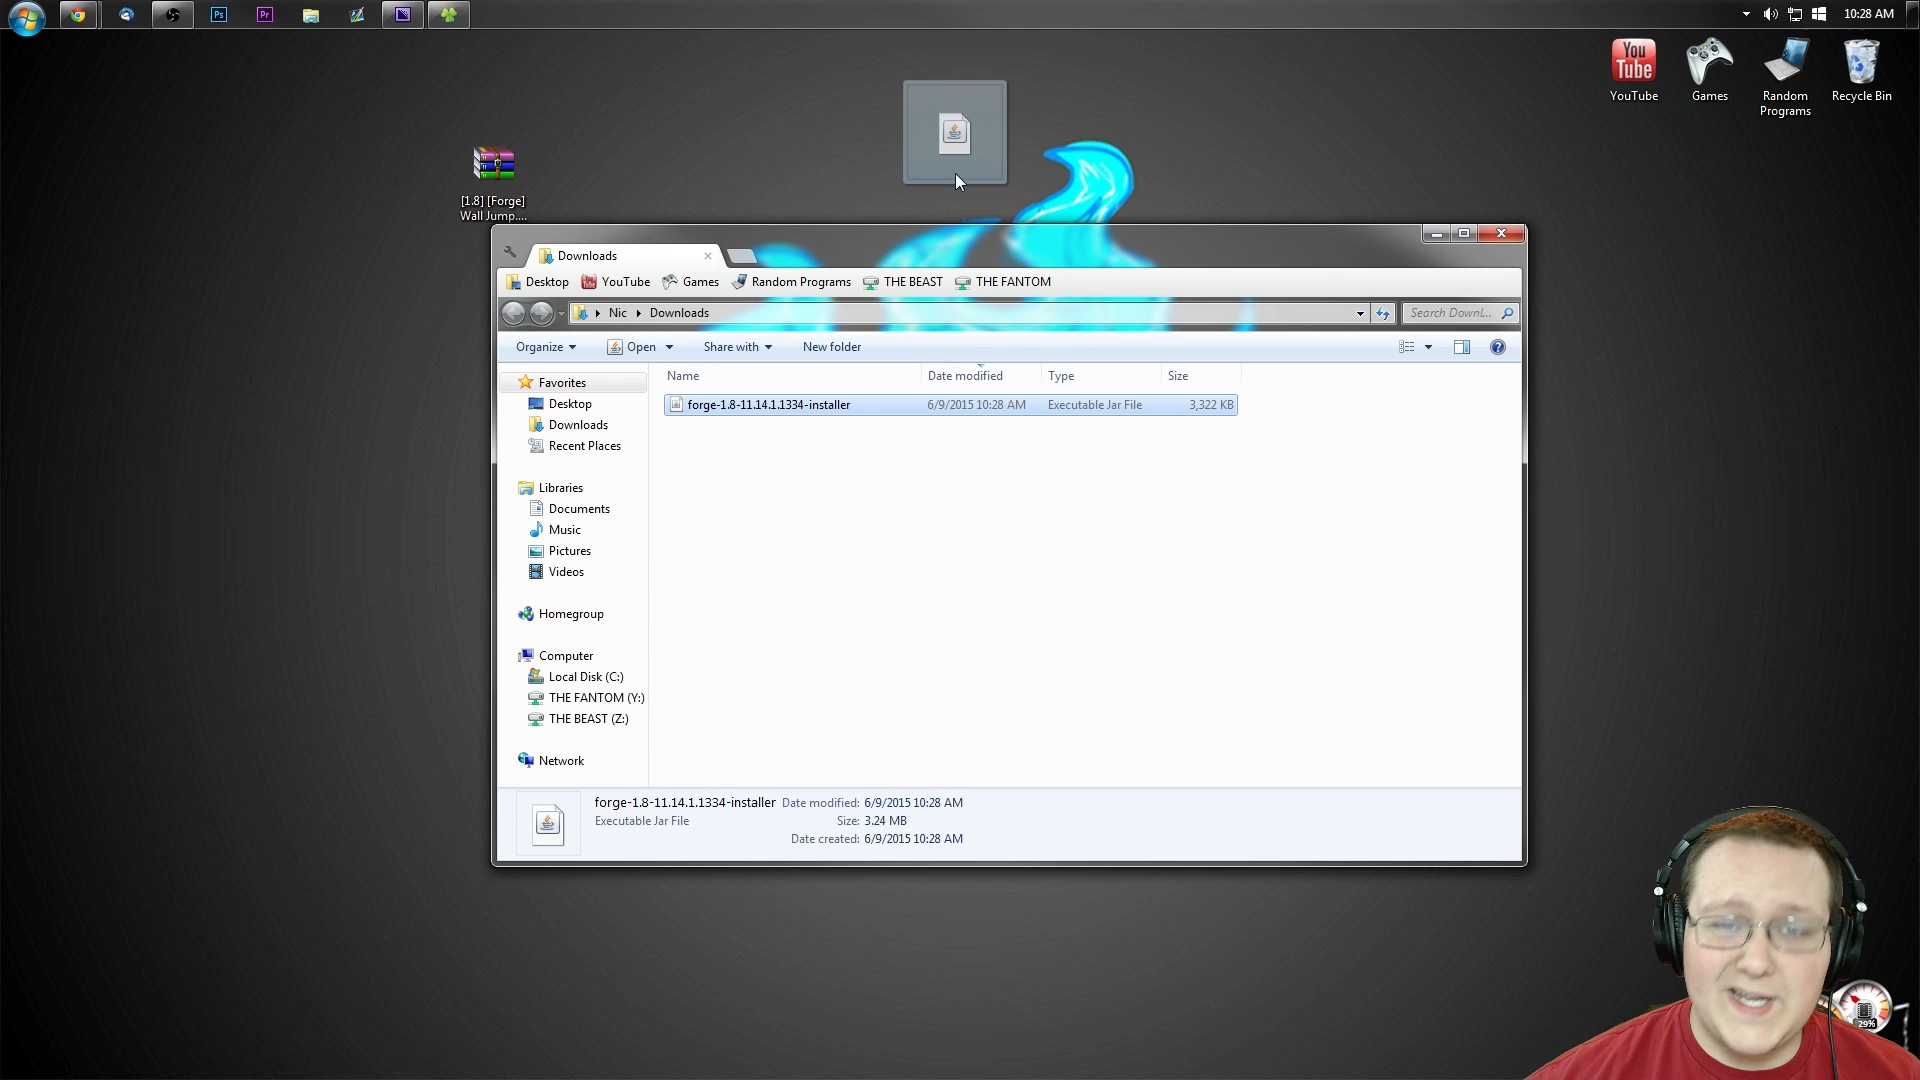 Ps
Pr
10:28 AM
You
Tube
YouTube
Games
Random
Programs
Recycle Bin
[1.8] [Forge]
Wall Jump....
Downloads
Desktop
YouTube
Games
Random Programs
THE BEAST
THE FANTOM
Nic
Downloads
Search Downl...
Organize
Open
Share with
New folder
Name
Date modified
Type
Size
forge-1.8-11.14.1.1334-installer
6/9/2015 10:28 AM
Executable Jar File
3,322 KB
Favorites
Desktop
Downloads
Recent Places
Libraries
Documents
Music
Pictures
Videos
Homegroup
Computer
Local Disk (C:)
THE FANTOM (Y:)
THE BEAST (Z:)
Network
forge-1.8-11.14.1.1334-installer
Date modified: 6/9/2015 10:28 AM
Executable Jar File
Size: 3.24 MB
Date created: 6/9/2015 10:28 AM
29%